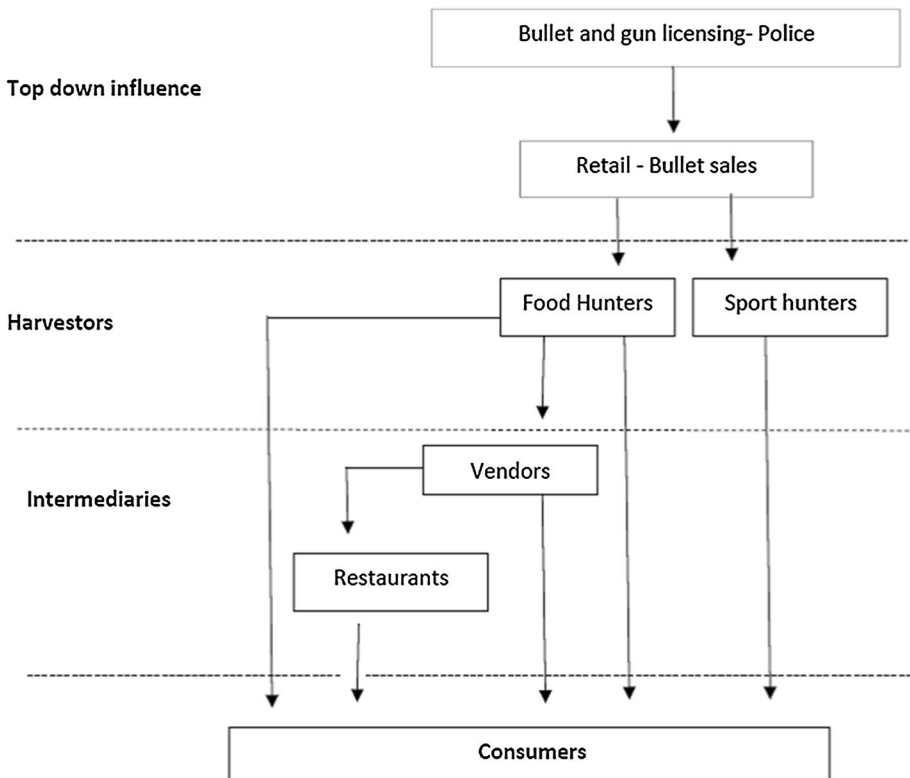 Bullet and gun licensing- Police
Top down influence
Retail - Bullet sales
Food Hunters
Sport hunters
Harvestors
Vendors
Intermediaries
Restaurants
Consumers